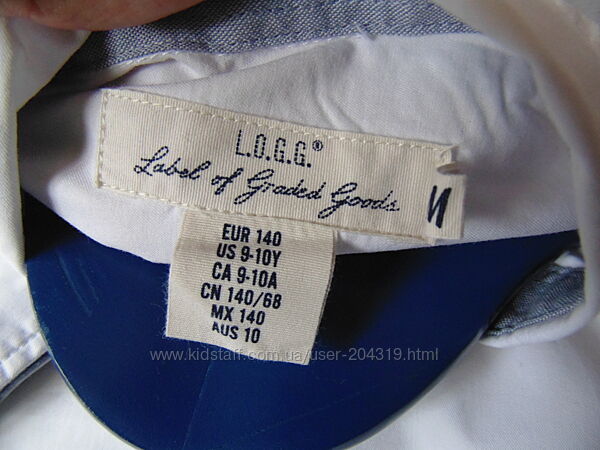 L.O.G.G.®
Label of Graded Goods
И
EUR 140
US 9-10Y
CA 9-10A
CN 140/68
MX 140
AUS 10
www.kidstaff.com.ua/user-204319.html